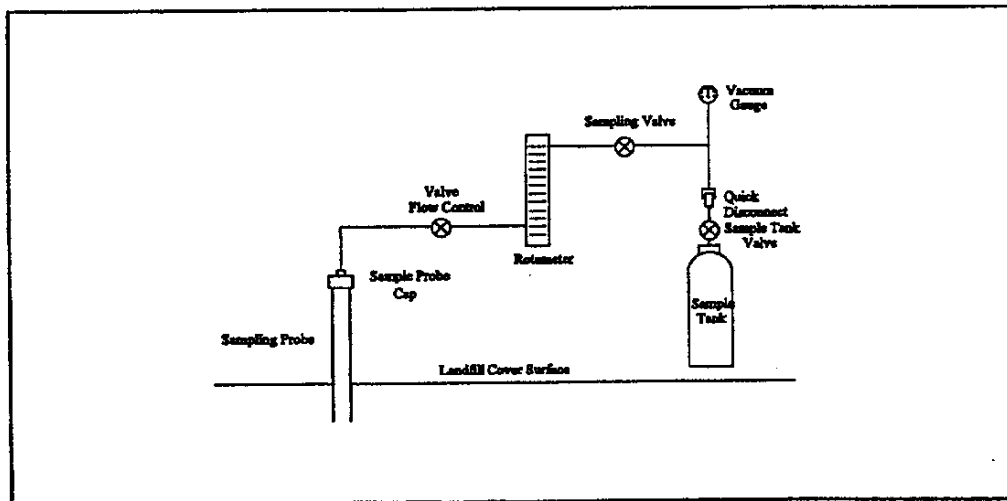 Vacuum
Gauge
Sampling Valve
Valve
Flow Control
Quick
Disconnect
Sample Tank
Valve
Rotameter
Sample Probe
Cap
Sample
Tank
Sampling Probe
Landfill Cover Surface